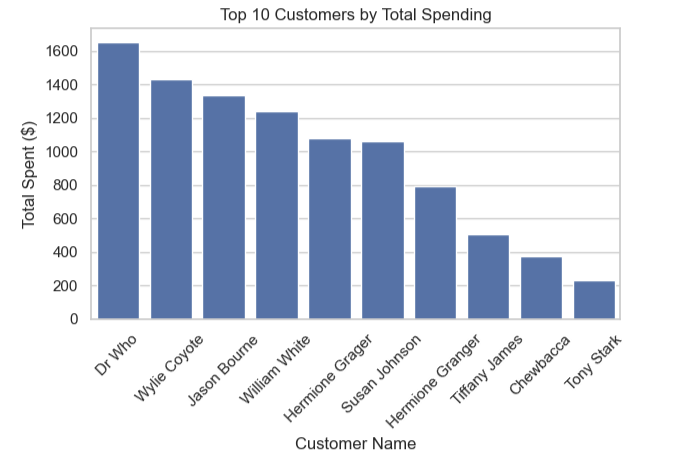 Top 10 Customers by Total Spending
Total Spent ($)
1600
1400
1200
1000
800
600
400
200
0
Dr Who
Wylie Coyote
Jason Bourne
William White
Hermione Grager
Susan Johnson
Hermione Granger
Tiffany James
Chewbacca
Tony Stark
Customer Name